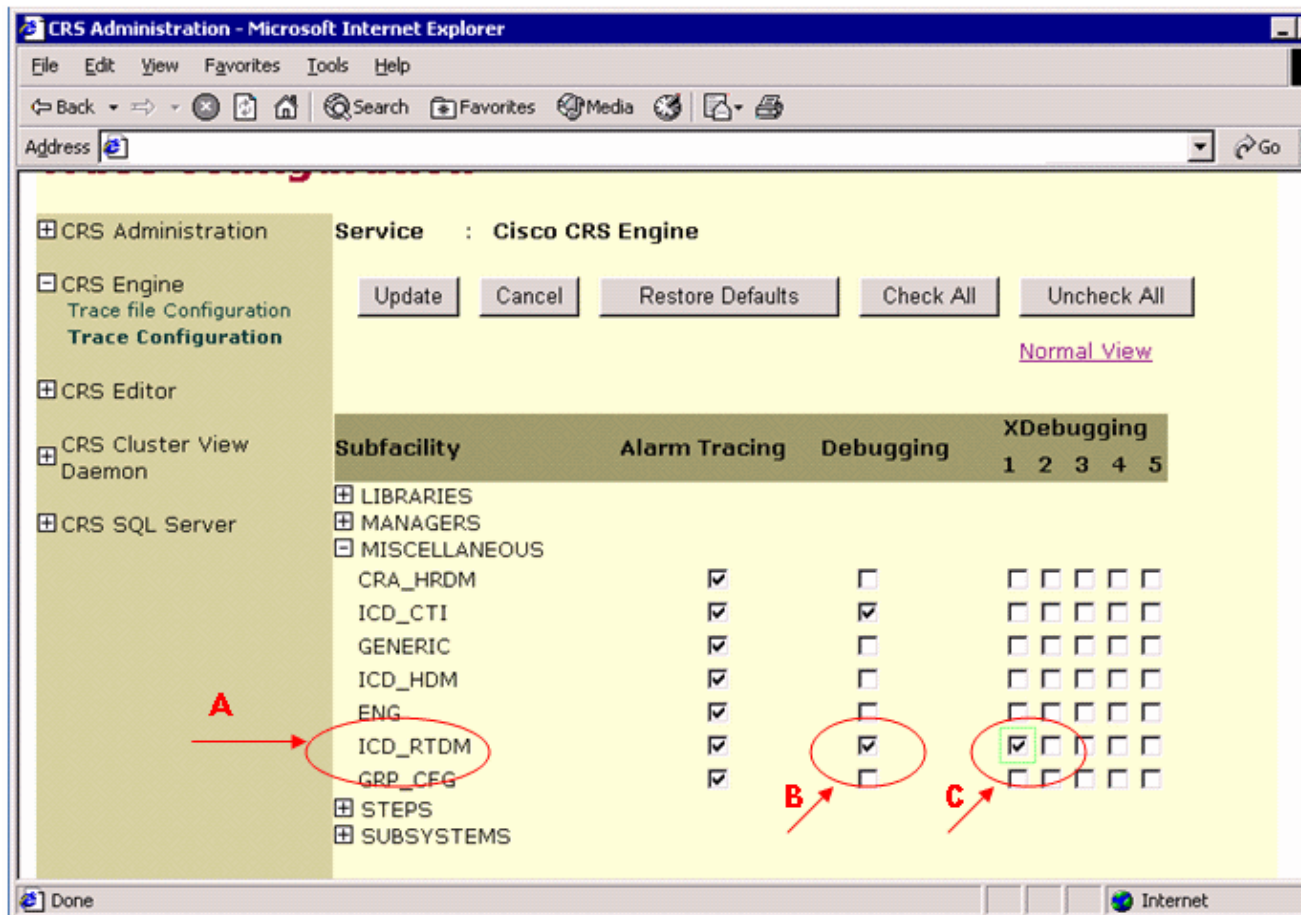 CRS Administration - Microsoft Internet Explorer
File Edit View Favorites Tools Help
Back Search Favorites Media
Address Go
Service : Cisco CRS Engine
Update Cancel Restore Defaults Check All Uncheck All
Normal View
CRS Administration
CRS Engine
Trace file Configuration
Trace Configuration
CRS Editor
CRS Cluster View
Daemon
CRS SQL Server
Subfacility Alarm Tracing Debugging XDebugging
1 2 3 4 5
LIBRARIES
MANAGERS
MISCELLANEOUS
CRA_HRDM
ICD_CTI
GENERIC
ICD_HDM
ENG
A
ICD_RTDM
GRP_CFG
B
C
STEPS
SUBSYSTEMS
Done Internet